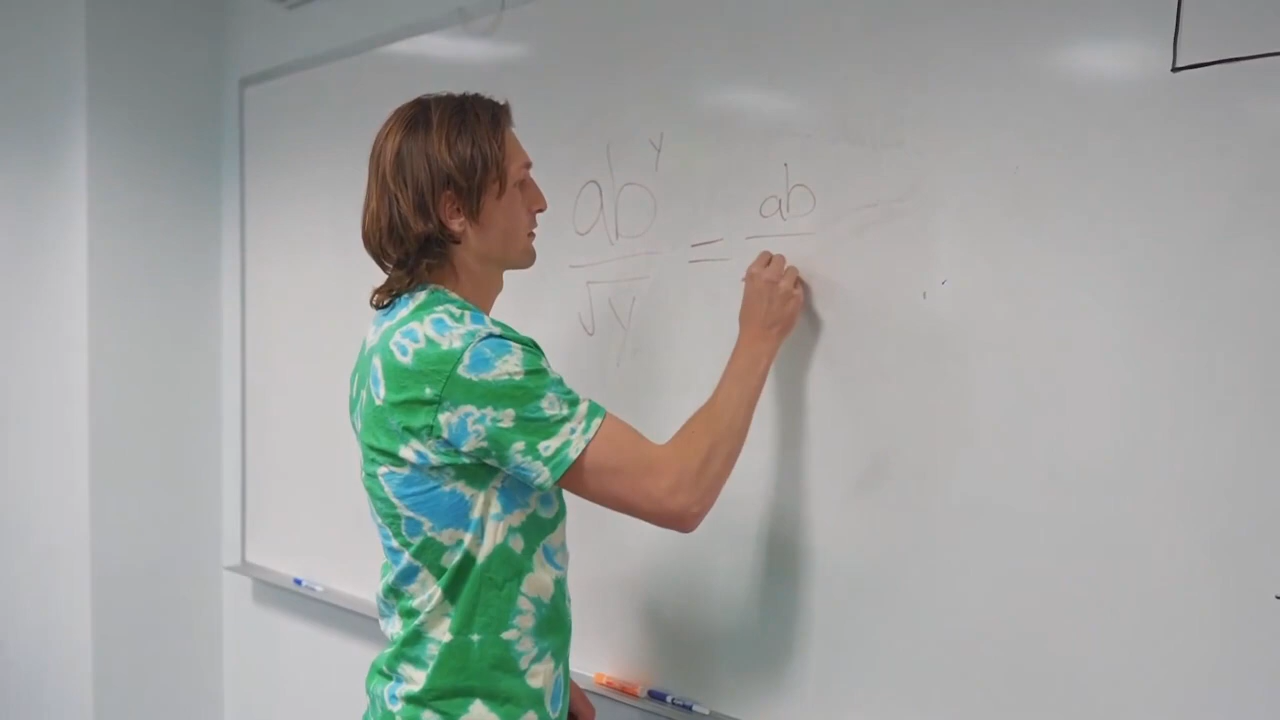 ab^y / √y = ab